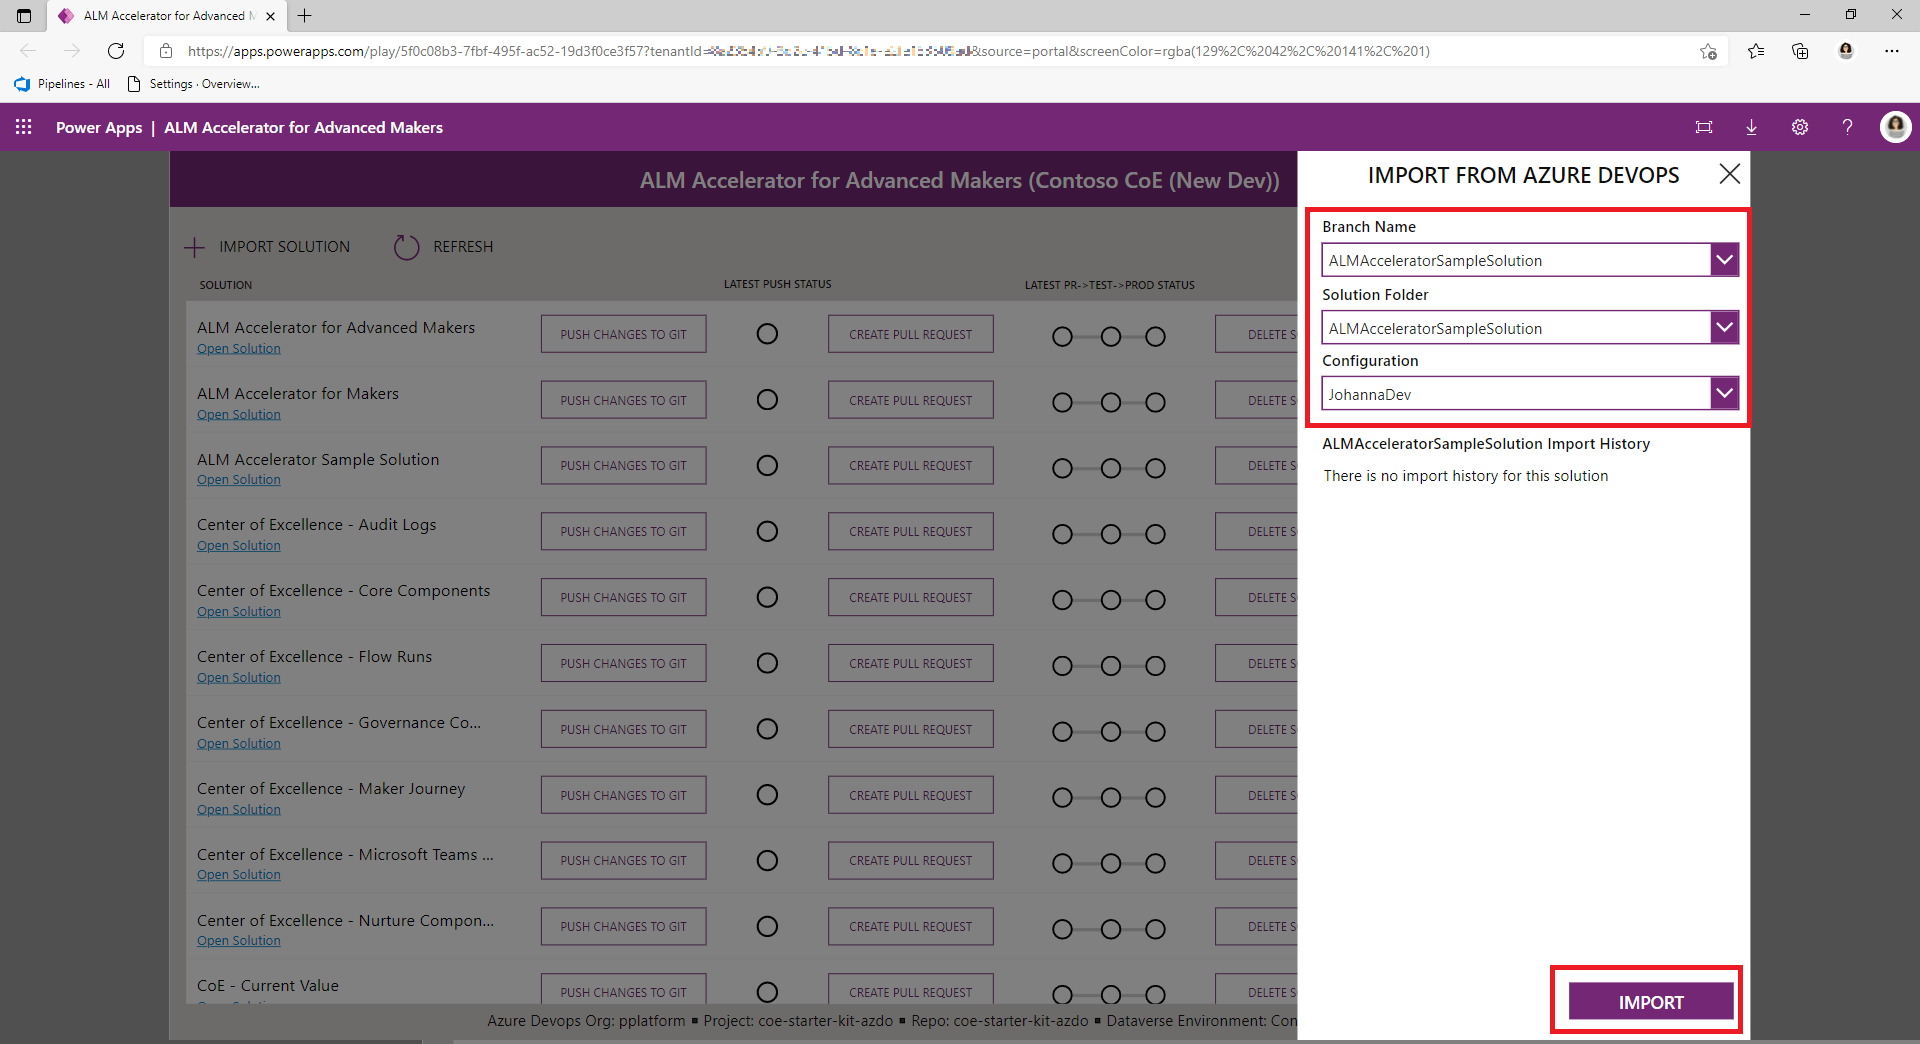 ALM Accelerator for Advanced M
https://apps.powerapps.com/play/5f0c08b3-7fbf-495f-ac52-19d3f0ce3f57?tenantId= &source=portal&screenColor=rgba(129%2C%2042%2C%20141%2C%201)
Pipelines - All
Settings · Overview...
Power Apps | ALM Accelerator for Advanced Makers
ALM Accelerator for Advanced Makers (Contoso CoE (New Dev))
IMPORT SOLUTION
REFRESH
SOLUTION
LATEST PUSH STATUS
LATEST PR->TEST->PROD STATUS
ALM Accelerator for Advanced Makers
Open Solution
PUSH CHANGES TO GIT
CREATE PULL REQUEST
DELETE S
ALM Accelerator for Makers
Open Solution
PUSH CHANGES TO GIT
CREATE PULL REQUEST
DELETE S
ALM Accelerator Sample Solution
Open Solution
PUSH CHANGES TO GIT
CREATE PULL REQUEST
DELETE S
Center of Excellence - Audit Logs
Open Solution
PUSH CHANGES TO GIT
CREATE PULL REQUEST
DELETE S
Center of Excellence - Core Components
Open Solution
PUSH CHANGES TO GIT
CREATE PULL REQUEST
DELETE S
Center of Excellence - Flow Runs
Open Solution
PUSH CHANGES TO GIT
CREATE PULL REQUEST
DELETE S
Center of Excellence - Governance Co...
Open Solution
PUSH CHANGES TO GIT
CREATE PULL REQUEST
DELETE S
Center of Excellence - Maker Journey
Open Solution
PUSH CHANGES TO GIT
CREATE PULL REQUEST
DELETE S
Center of Excellence - Microsoft Teams ...
Open Solution
PUSH CHANGES TO GIT
CREATE PULL REQUEST
DELETE S
Center of Excellence - Nurture Compon...
Open Solution
PUSH CHANGES TO GIT
CREATE PULL REQUEST
DELETE S
CoE - Current Value
PUSH CHANGES TO GIT
CREATE PULL REQUEST
DELETE S
Azure Devops Org: pplatform ▪ Project: coe-starter-kit-azdo ▪ Repo: coe-starter-kit-azdo ▪ Dataverse Environment: Con
IMPORT FROM AZURE DEVOPS
Branch Name
ALMAcceleratorSampleSolution
Solution Folder
ALMAcceleratorSampleSolution
Configuration
JohannaDev
ALMAcceleratorSampleSolution Import History
There is no import history for this solution
IMPORT